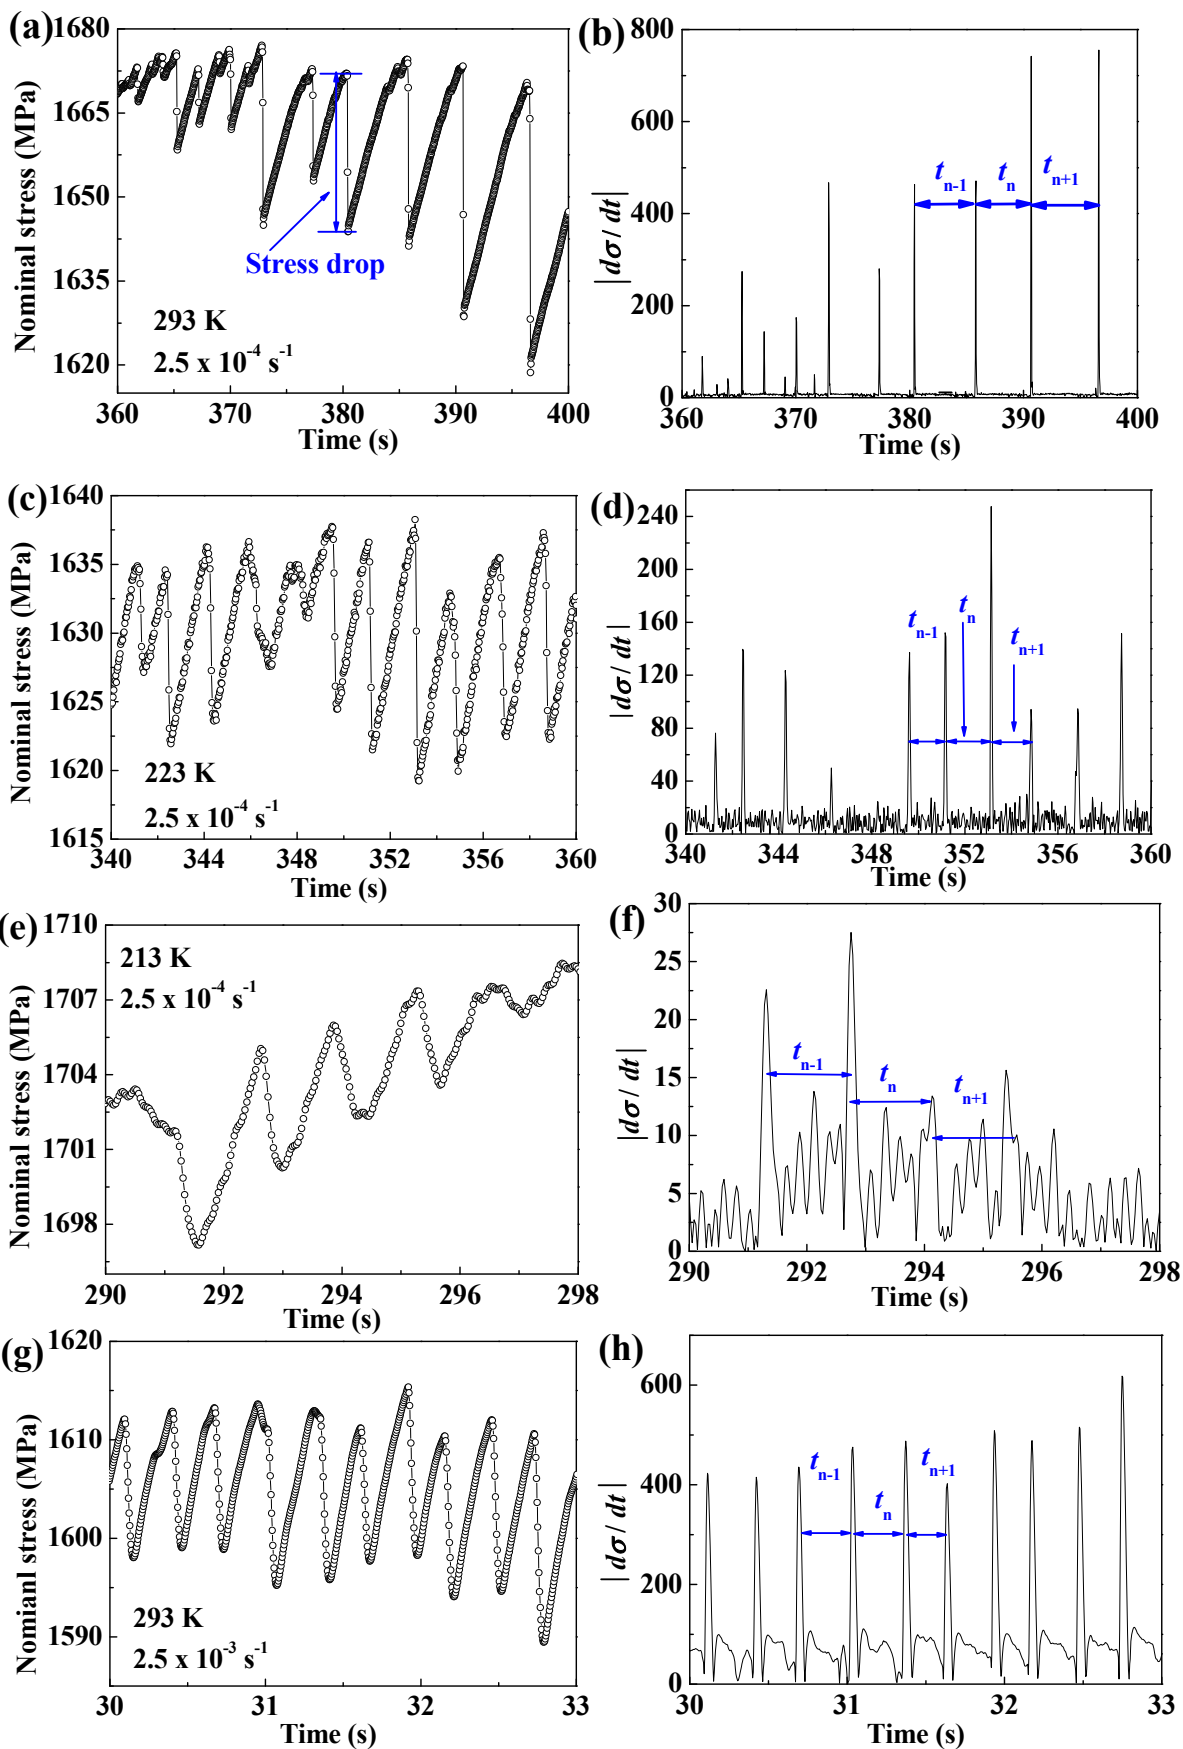 (a)
1680
1665
1650
1635
1620
Nominal stress (MPa)
Stress drop
293 K
2.5 x 10⁻⁴ s⁻¹
360 370 380 390 400
Time (s)
(b)
800
600
400
200
0
|dσ/dt|
tₙ₋₁ tₙ tₙ₊₁
360 370 380 390 400
Time (s)
(c)
1640
1635
1630
1625
1620
1615
Nominal stress (MPa)
223 K
2.5 x 10⁻⁴ s⁻¹
340 344 348 352 356 360
Time (s)
(d)
240
200
160
120
80
40
0
|dσ/dt|
tₙ₋₁ tₙ tₙ₊₁
340 344 348 352 356 360
Time (s)
(e)
1710
1707
1704
1701
1698
Nominal stress (MPa)
213 K
2.5 x 10⁻⁴ s⁻¹
290 292 294 296 298
Time (s)
(f)
30
25
20
15
10
5
0
|dσ/dt|
tₙ₋₁ tₙ tₙ₊₁
290 292 294 296 298
Time (s)
(g)
1620
1610
1600
1590
Nomianl stress (MPa)
293 K
2.5 x 10⁻³ s⁻¹
30 31 32 33
Time (s)
(h)
600
400
200
0
|dσ/dt|
tₙ₋₁ tₙ tₙ₊₁
30 31 32 33
Time (s)